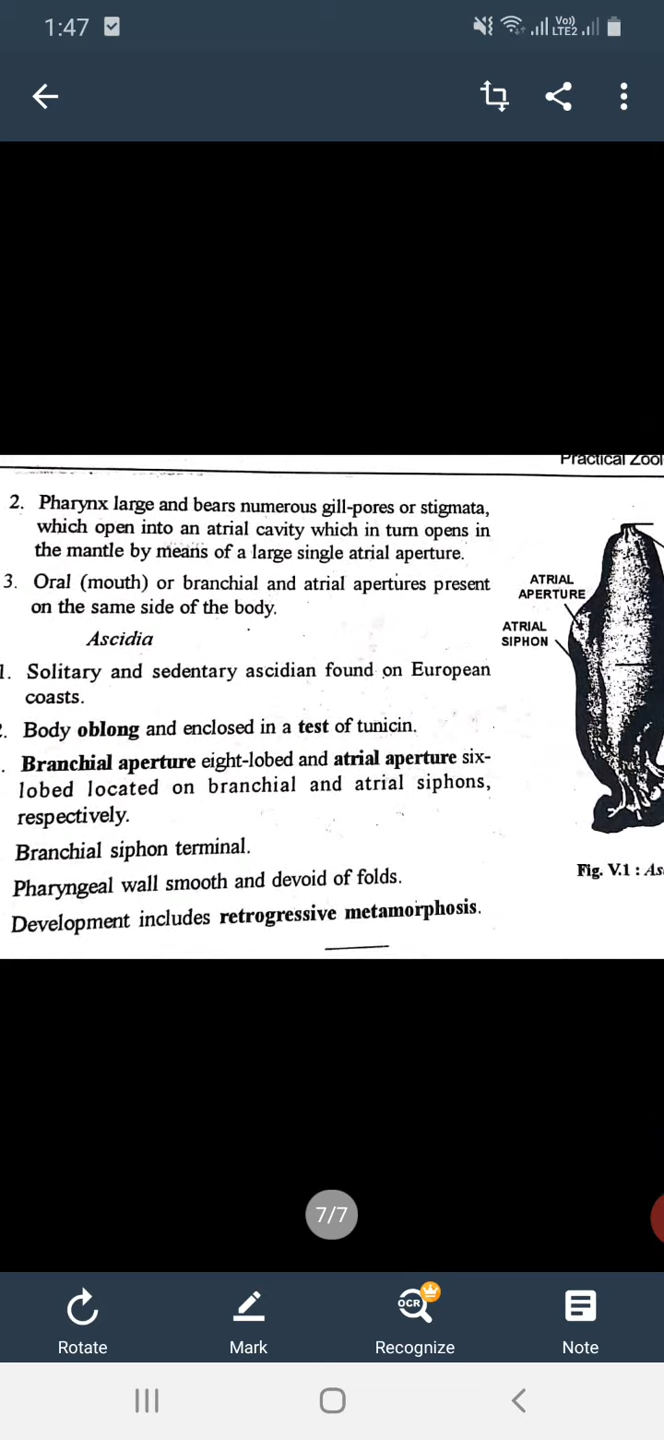 1:47
Vo))
LTE2
Practical Zool
2. Pharynx large and bears numerous gill-pores or stigmata,
which open into an atrial cavity which in turn opens in
the mantle by means of a large single atrial aperture.
3. Oral (mouth) or branchial and atrial apertures present
on the same side of the body.
Ascidia
1. Solitary and sedentary ascidian found on European
coasts.
2. Body oblong and enclosed in a test of tunicin.
. Branchial aperture eight-lobed and atrial aperture six-
lobed located on branchial and atrial siphons,
respectively.
Branchial siphon terminal.
Pharyngeal wall smooth and devoid of folds.
Development includes retrogressive metamorphosis.
ATRIAL
APERTURE
ATRIAL
SIPHON
Fig. V.1 : As
7/7
Rotate
Mark
OCR
Recognize
Note